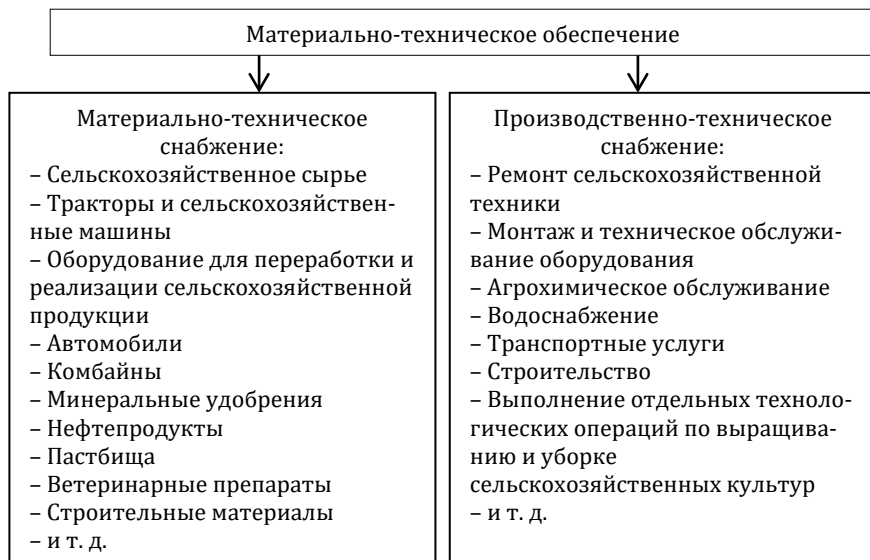 Материально-техническое обеспечение
Материально-техническое
снабжение:
– Сельскохозяйственное сырье
– Тракторы и сельскохозяйствен-
ные машины
– Оборудование для переработки и
реализации сельскохозяйственной
продукции
– Автомобили
– Комбайны
– Минеральные удобрения
– Нефтепродукты
– Пастбища
– Ветеринарные препараты
– Строительные материалы
– и т. д.
Производственно-техническое
снабжение:
– Ремонт сельскохозяйственной
техники
– Монтаж и техническое обслужи-
вание оборудования
– Агрохимическое обслуживание
– Водоснабжение
– Транспортные услуги
– Строительство
– Выполнение отдельных техноло-
гических операций по выращива-
нию и уборке
сельскохозяйственных культур
– и т. д.